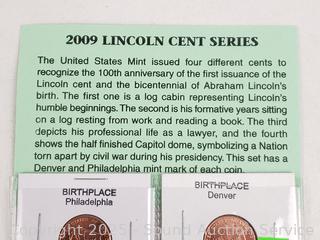 2009 LINCOLN CENT SERIES
The United States Mint issued four different cents to
recognize the 100th anniversary of the first issuance of the
Lincoln cent and the bicentennial of Abraham Lincoln's
birth. The first one is a log cabin representing Lincoln's
humble beginnings. The second is his formative years sitting
on a log resting from work and reading a book. The third
depicts his professional life as a lawyer, and the fourth
shows the half finished Capitol dome, symbolizing a Nation
torn apart by civil war during his presidency. This set has a
Denver and Philadelphia mint mark of each coin.
BIRTHPLACE
Philadelphia
BIRTHPLACE
Denver